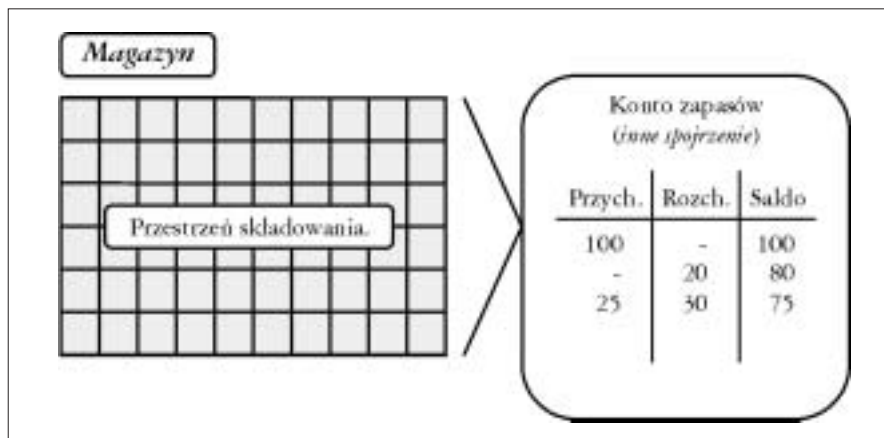 Magazyn
Przestrzeń składowania.
Konto zapasów
(inne spojrzenie)
Przych. Rozch. Saldo
100 - 100
- 20 80
25 30 75